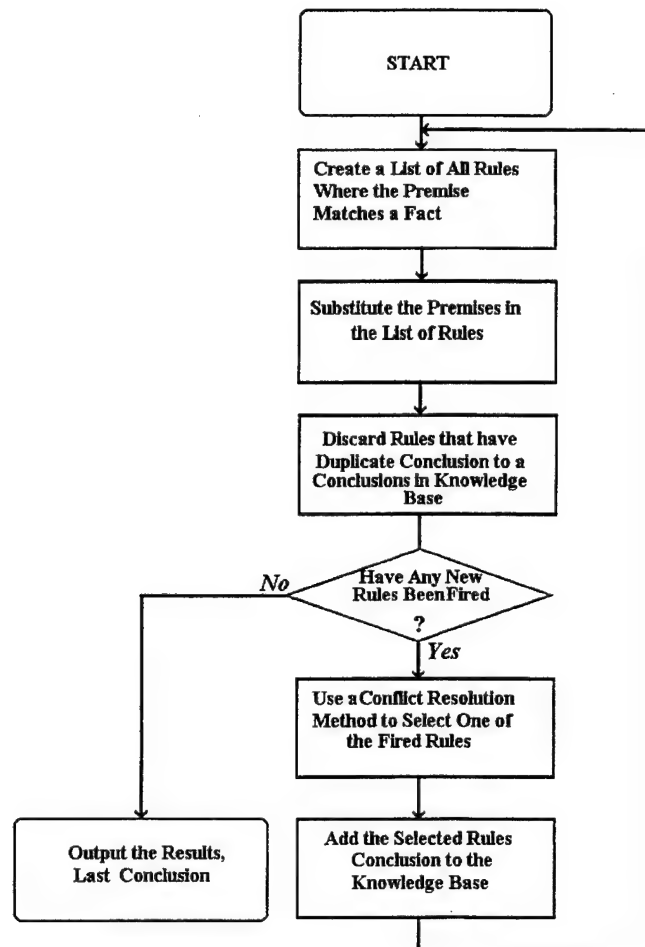 START
Create a List of All Rules
Where the Premise
Matches a Fact
Substitute the Premises in
the List of Rules
Discard Rules that have
Duplicate Conclusion to a
Conclusions in Knowledge
Base
No
Have Any New
Rules Been Fired
?
Yes
Use a Conflict Resolution
Method to Select One of
the Fired Rules
Output the Results,
Last Conclusion
Add the Selected Rules
Conclusion to the
Knowledge Base